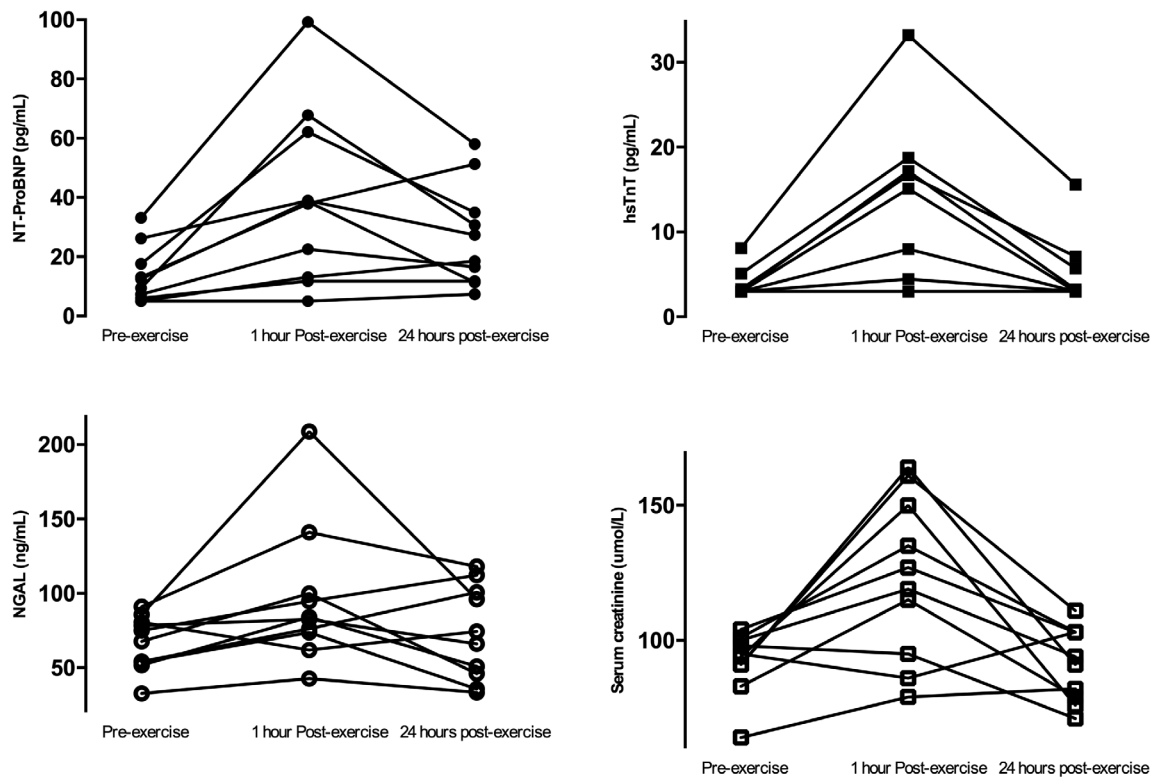 NT-ProBNP (pg/mL)
100
80
60
40
20
0
Pre-exercise 1 hour Post-exercise 24 hours post-exercise
hsTnT (pg/mL)
30
20
10
0
Pre-exercise 1 hour Post-exercise 24 hours post-exercise
NGAL (ng/mL)
200
150
100
50
Pre-exercise 1 hour Post-exercise 24 hours post-exercise
Serum creatinine (umol/L)
150
100
Pre-exercise 1 hour Post-exercise 24 hours post-exercise